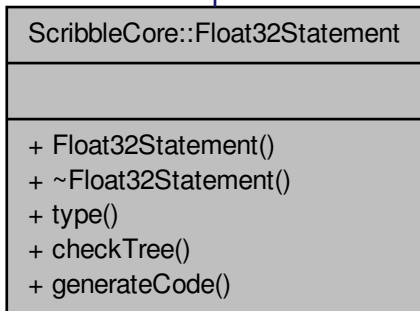 ScribbleCore::Float32Statement
+ Float32Statement()
+ ~Float32Statement()
+ type()
+ checkTree()
+ generateCode()